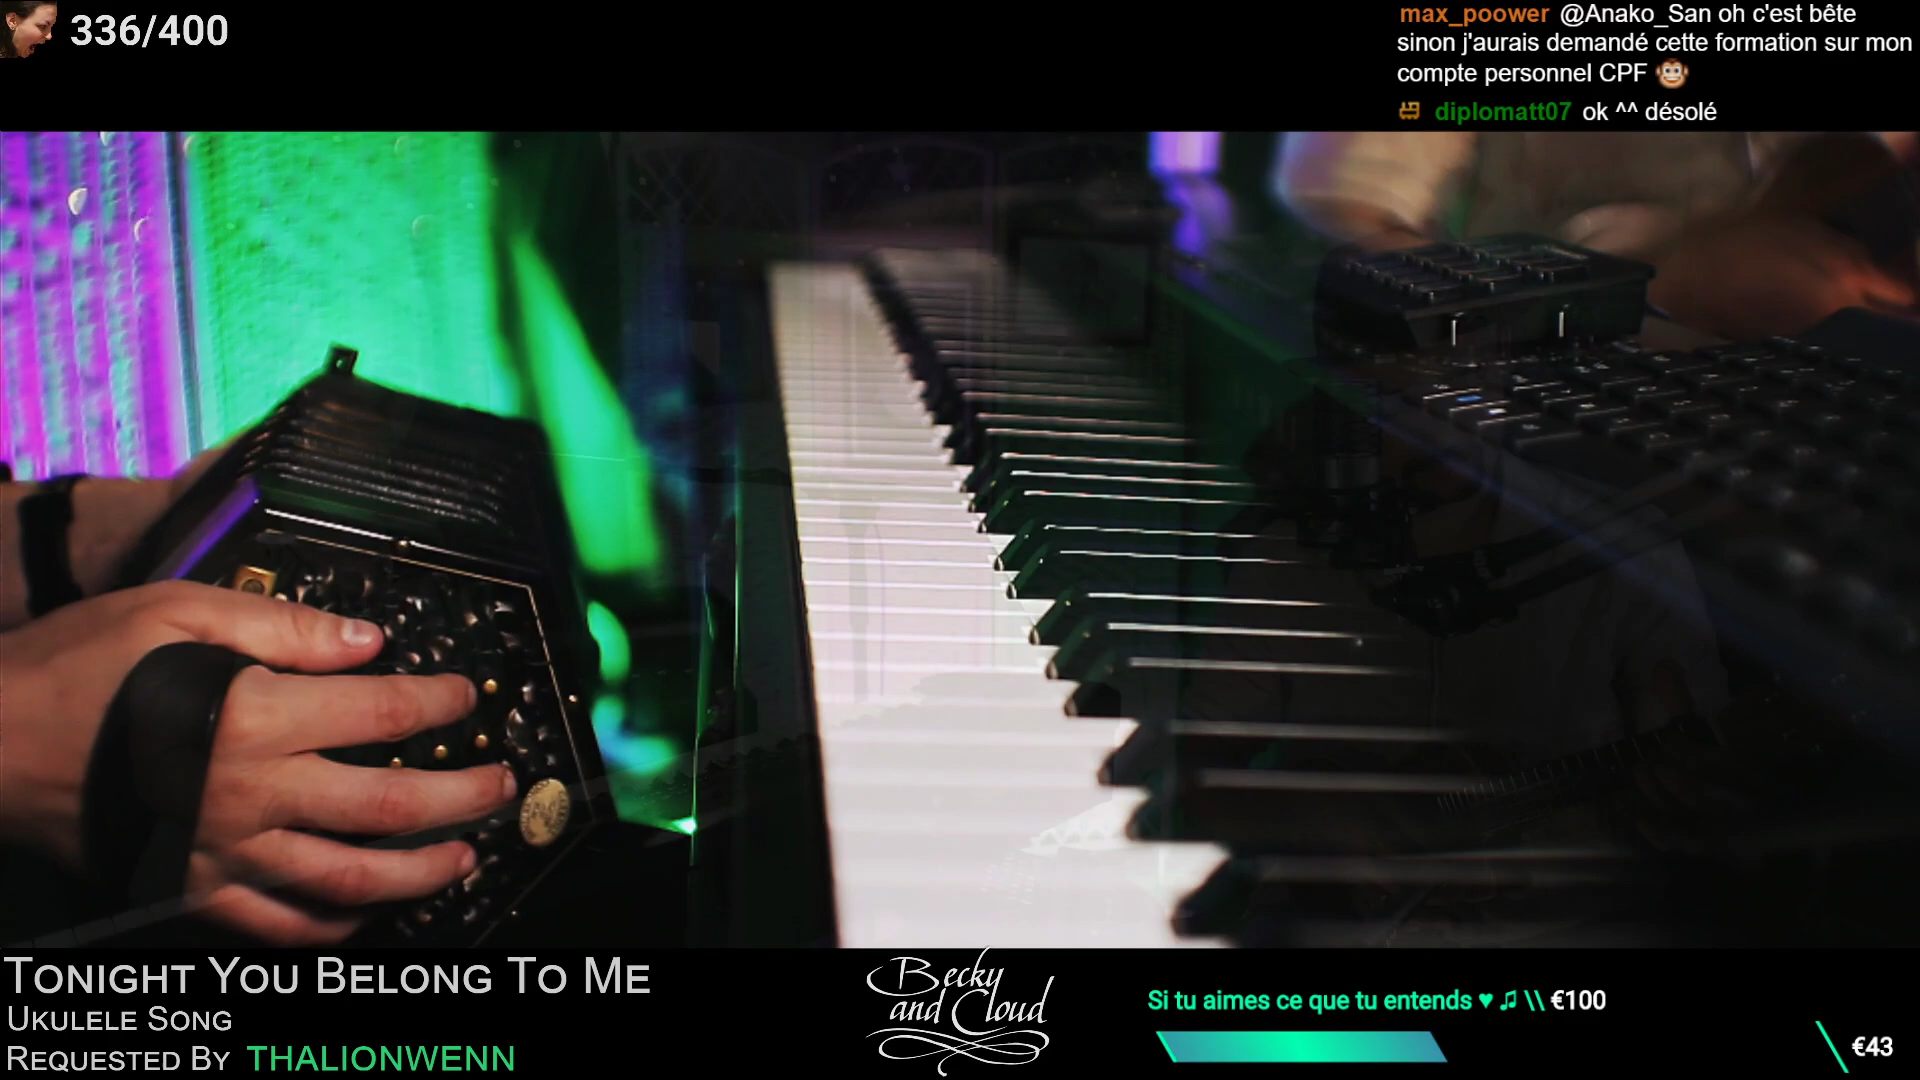 336/400
max_poower @Anako_San oh c'est bête
sinon j'aurais demandé cette formation sur mon
compte personnel CPF
diplomatt07 ok ^^ désolé
Tonight You Belong To Me
Ukulele Song
Requested By THALIONWENN
Becky
and Cloud
Si tu aimes ce que tu entends ♥ ♫ \\ €100
€43